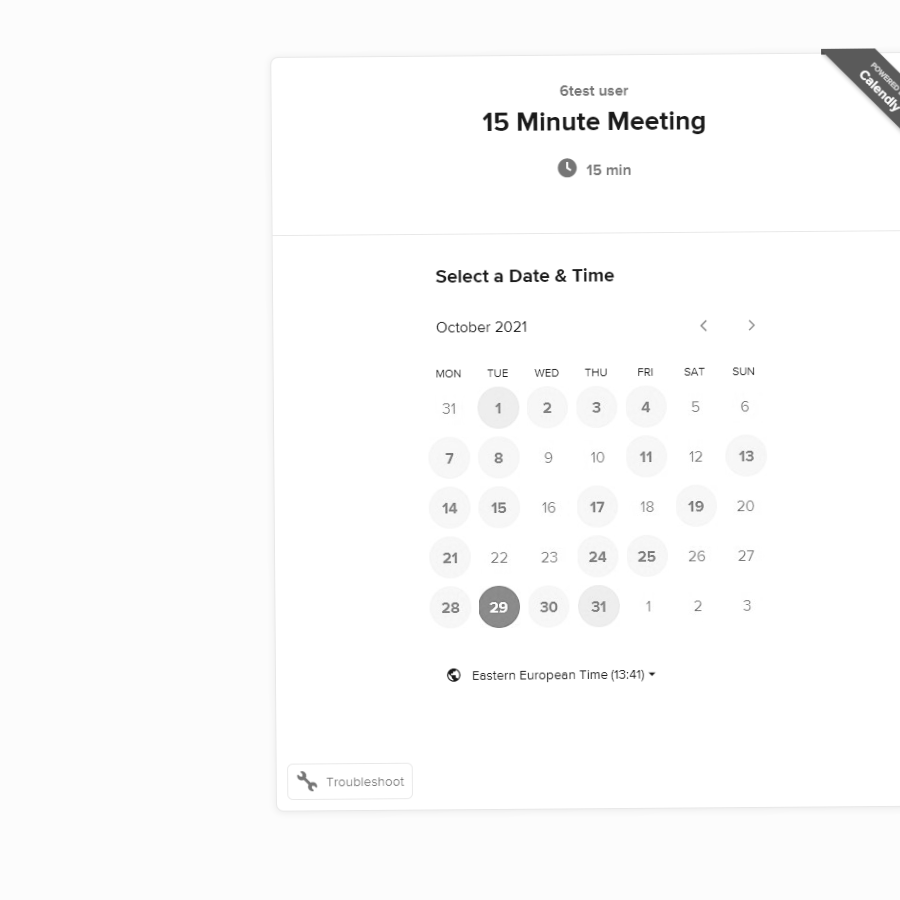 6test user
15 Minute Meeting
15 min
POWERED
Calendly
Select a Date & Time
October 2021
MON TUE WED THU FRI SAT SUN
31 1 2 3 4 5 6
7 8 9 10 11 12 13
14 15 16 17 18 19 20
21 22 23 24 25 26 27
28 29 30 31 1 2 3
Eastern European Time (13:41)
Troubleshoot